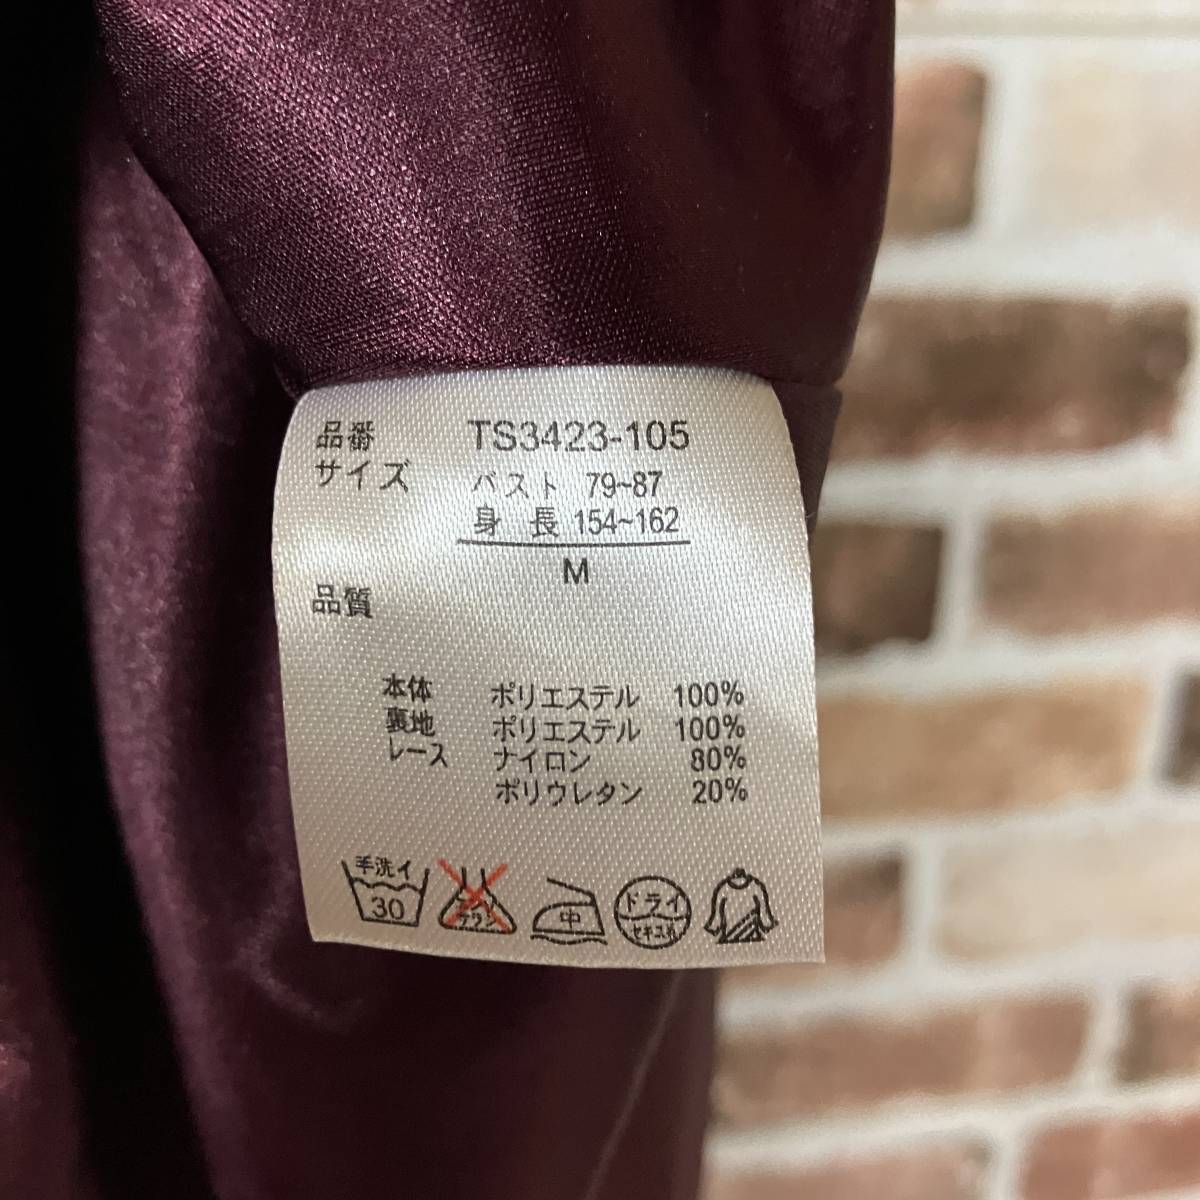 品番 TS3423-105
サイズ バスト 79~87
身長 154~162
M
品質
本体 ポリエステル 100%
裏地 ポリエステル 100%
レース ナイロン 80%
ポリウレタン 20%
手洗イ
30
中
ドライ
セキユ系